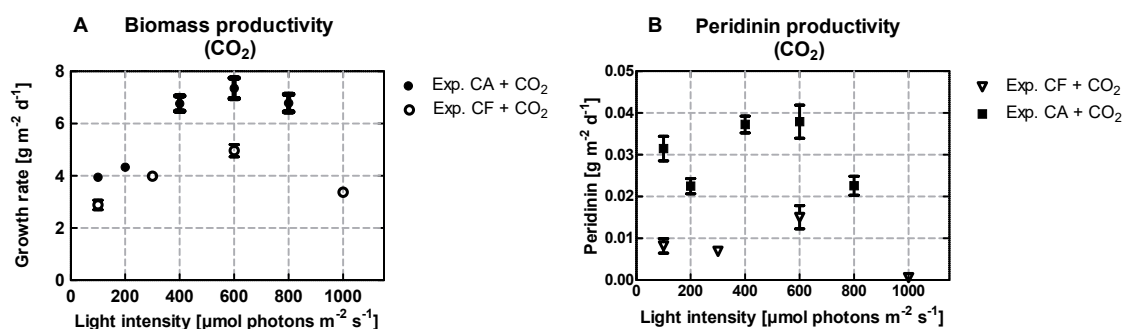 A Biomass productivity
(CO₂)
Growth rate [g m⁻² d⁻¹]
8
6
4
2
0
0 200 400 600 800 1000
Light intensity [µmol photons m⁻² s⁻¹]
Exp. CA + CO₂
Exp. CF + CO₂
B Peridinin productivity
(CO₂)
Peridinin [g m⁻² d⁻¹]
0.05
0.04
0.03
0.02
0.01
0.00
0 200 400 600 800 1000
Light intensity [µmol photons m⁻² s⁻¹]
Exp. CF + CO₂
Exp. CA + CO₂